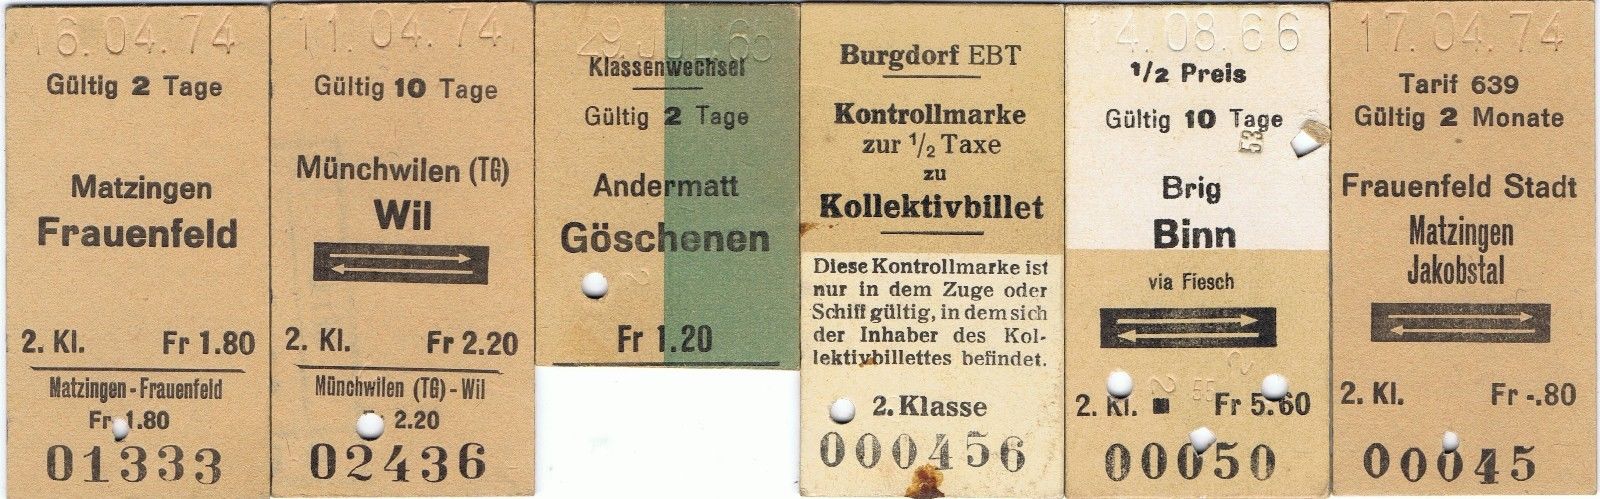 16.04.74
Gültig 2 Tage
Matzingen
Frauenfeld
2. Kl. Fr 1.80
Matzingen - Frauenfeld
Fr 1.80
01333
11.04.74
Gültig 10 Tage
Münchwilen (TG)
Wil
2. Kl. Fr 2.20
Münchwilen (TG) - Wil
Fr 2.20
02436
29 JUL. 65
Klassenwechsel
Gültig 2 Tage
Andermatt
Göschenen
Fr 1.20
Burgdorf EBT
Kontrollmarke
zur 1/2 Taxe
zu
Kollektivbillet
Diese Kontrollmarke ist
nur in dem Zuge oder
Schiff gültig, in dem sich
der Inhaber des Kol-
lektivbillettes befindet.
2. Klasse
000456
14.08.66
1/2 Preis
Gültig 10 Tage
53
Brig
Binn
via Fiesch
2. Kl. Fr 5.60
00050
17.04.74
Tarif 639
Gültig 2 Monate
Frauenfeld Stadt
Matzingen
Jakobstal
2. Kl. Fr -.80
00045